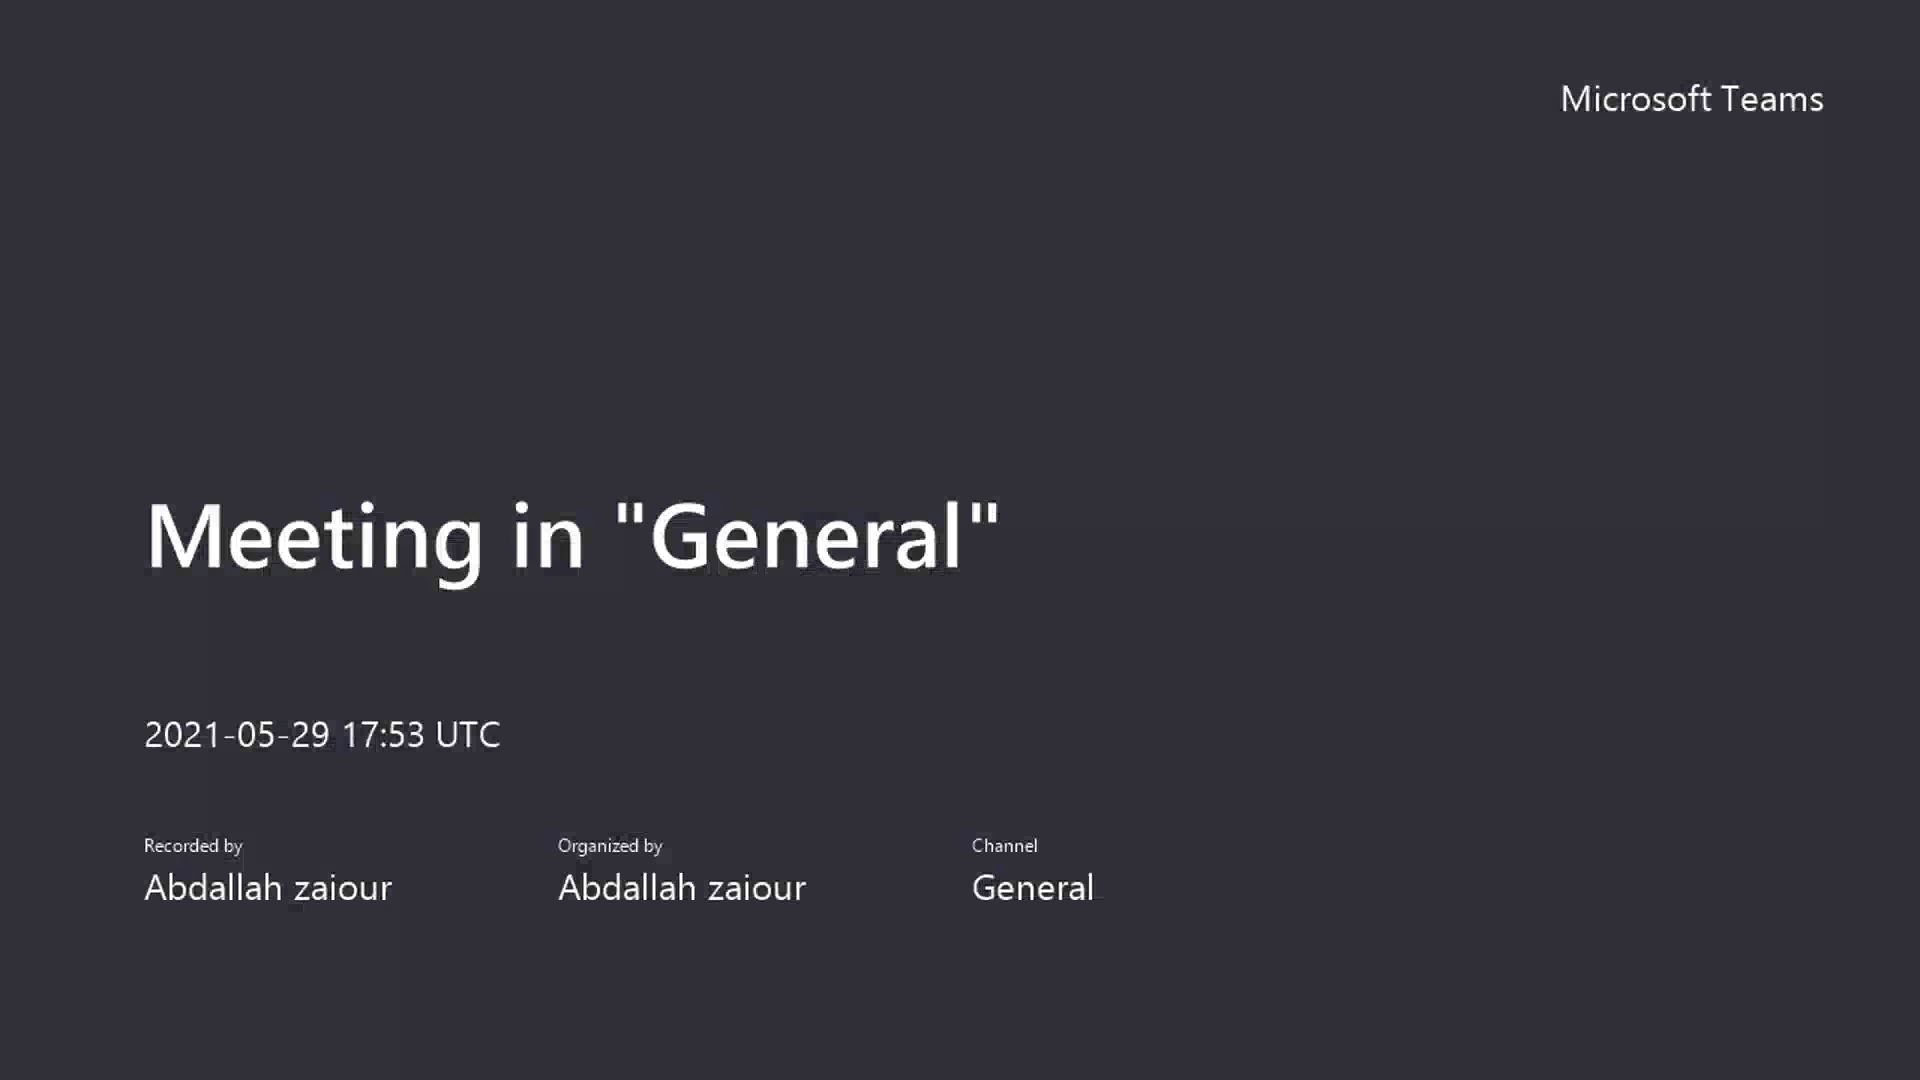 Microsoft Teams
Meeting in "General"
2021-05-29 17:53 UTC
Recorded by
Abdallah zaiour
Organized by
Abdallah zaiour
Channel
General